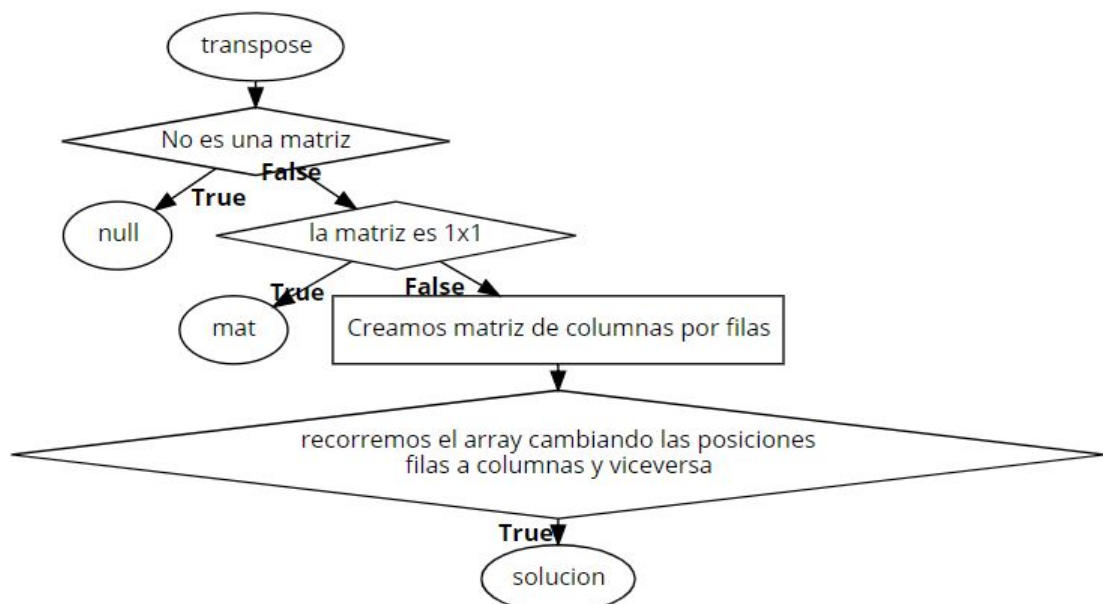 transpose
No es una matriz
False
True
null
la matriz es 1x1
True
False
mat
Creamos matriz de columnas por filas
recorremos el array cambiando las posiciones
filas a columnas y viceversa
True
solucion